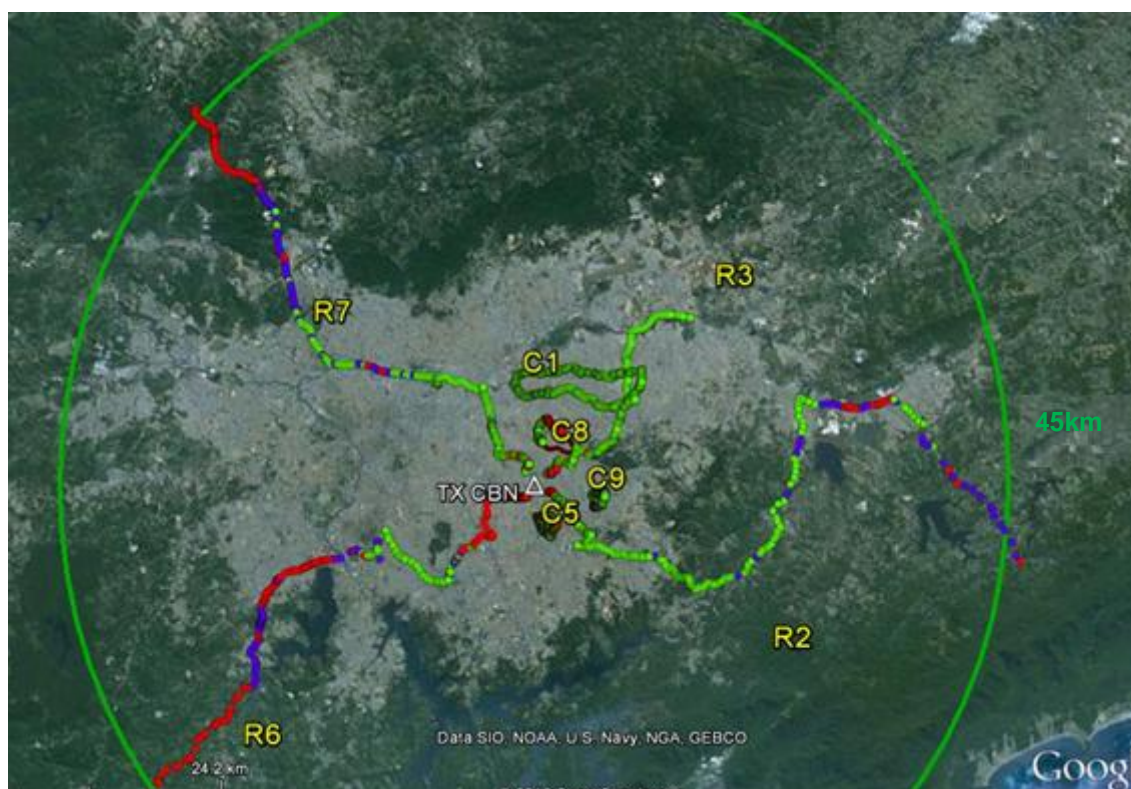 R3
R7
C1
45km
C8
C9
TX CBN
C5
R2
R6
Data SIO, NOAA, U.S. Navy, NGA, GEBCO
24.2 km
Goog